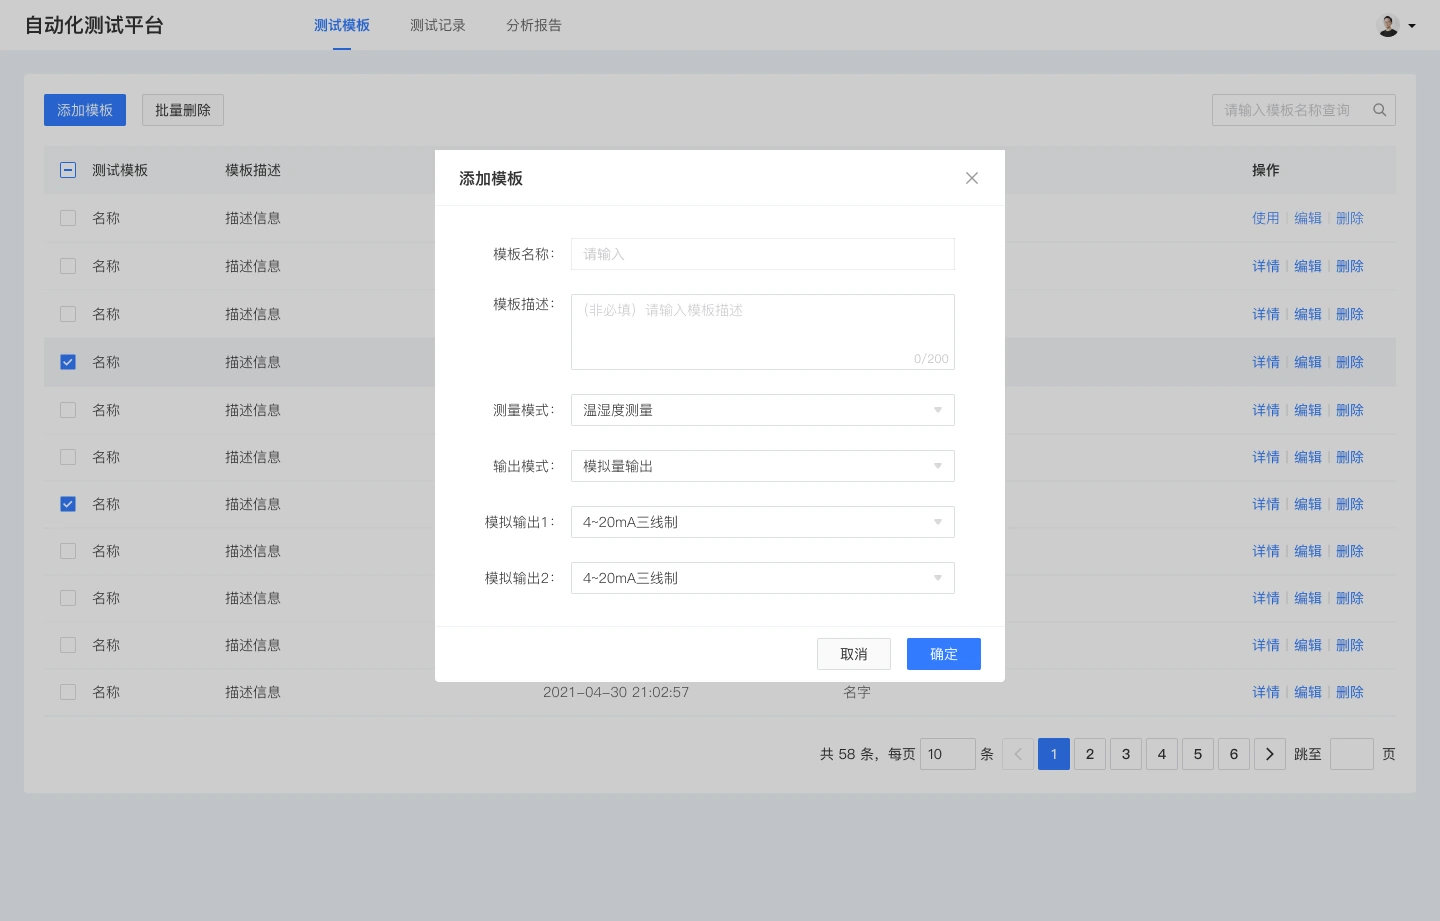 自动化测试平台
测试模板 测试记录 分析报告
添加模板 批量删除 请输入模板名称查询
测试模板 模板描述 操作
名称 描述信息 使用 编辑 删除
名称 描述信息 详情 编辑 删除
名称 描述信息 详情 编辑 删除
名称 描述信息 详情 编辑 删除
名称 描述信息 详情 编辑 删除
名称 描述信息 详情 编辑 删除
名称 描述信息 详情 编辑 删除
名称 描述信息 详情 编辑 删除
名称 描述信息 详情 编辑 删除
名称 描述信息 详情 编辑 删除
名称 描述信息 2021-04-30 21:02:57 名字 详情 编辑 删除
共 58 条，每页 10 条 1 2 3 4 5 6 跳至 页
添加模板
模板名称： 请输入
模板描述： （非必填）请输入模板描述
0/200
测量模式： 温湿度测量
输出模式： 模拟量输出
模拟输出1： 4~20mA三线制
模拟输出2： 4~20mA三线制
取消 确定